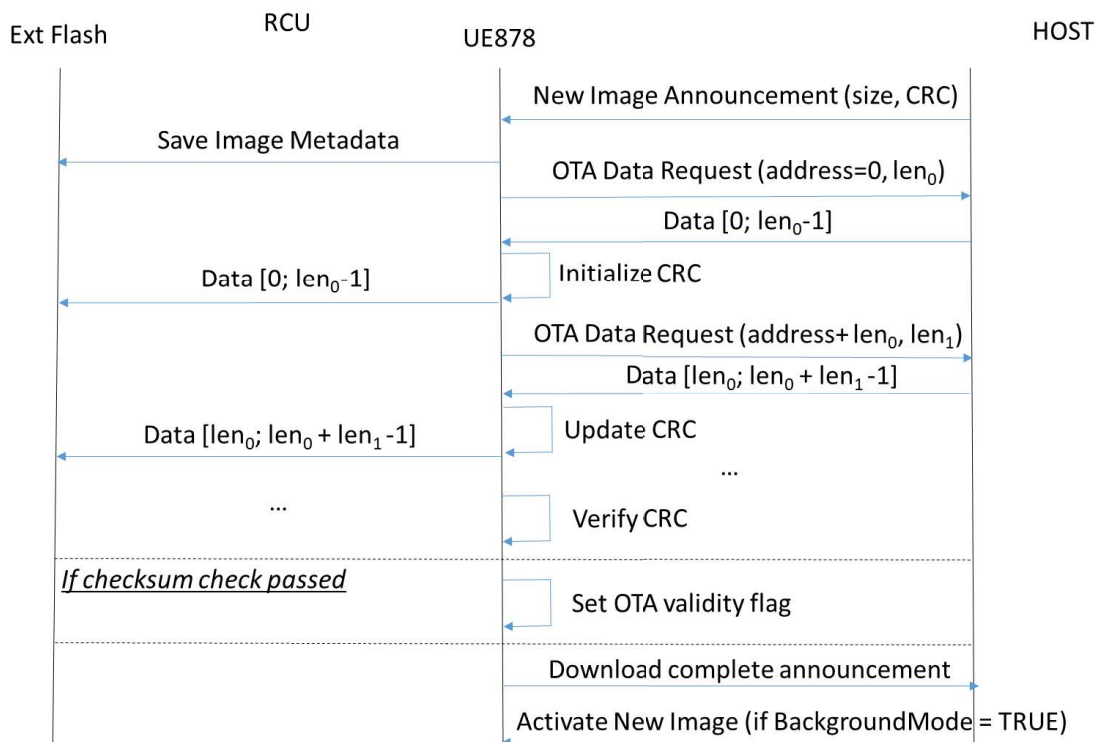 RCU
Ext Flash
UE878
HOST
New Image Announcement (size, CRC)
Save Image Metadata
OTA Data Request (address=0, len₀)
Data [0; len₀-1]
Initialize CRC
Data [0; len₀-1]
OTA Data Request (address+ len₀, len₁)
Data [len₀; len₀ + len₁ -1]
Update CRC
Data [len₀; len₀ + len₁ -1]
...
...
Verify CRC
If checksum check passed
Set OTA validity flag
Download complete announcement
Activate New Image (if BackgroundMode = TRUE)